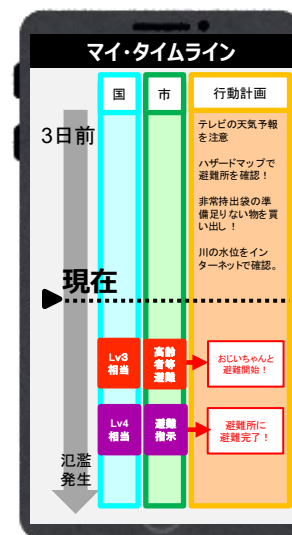 マイ・タイムライン
国
市
行動計画
3日前
テレビの天気予報
を注意
ハザードマップで
避難所を確認！
非常持出袋の準
備足りない物を買
い出し！
川の水位をイン
ターネットで確認。
現在
Lv3
相当
高齢
者等
避難
おじいちゃんと
避難開始！
Lv4
相当
避難
指示
避難所に
避難完了！
氾濫
発生